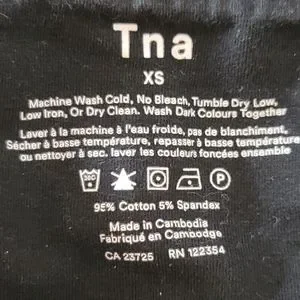 Tna
XS
Machine Wash Cold, No Bleach, Tumble Dry Low,
Low Iron, Or Dry Clean. Wash Dark Colours Together
Laver à la machine à l'eau froide, pas de blanchiment,
Sécher à basse température, repasser à basse température
ou nettoyer à sec. laver les couleurs foncées ensemble
30C P
95% Cotton 5% Spandex
Made in Cambodia
Fabriqué en Cambodge
CA 23725 RN 122354